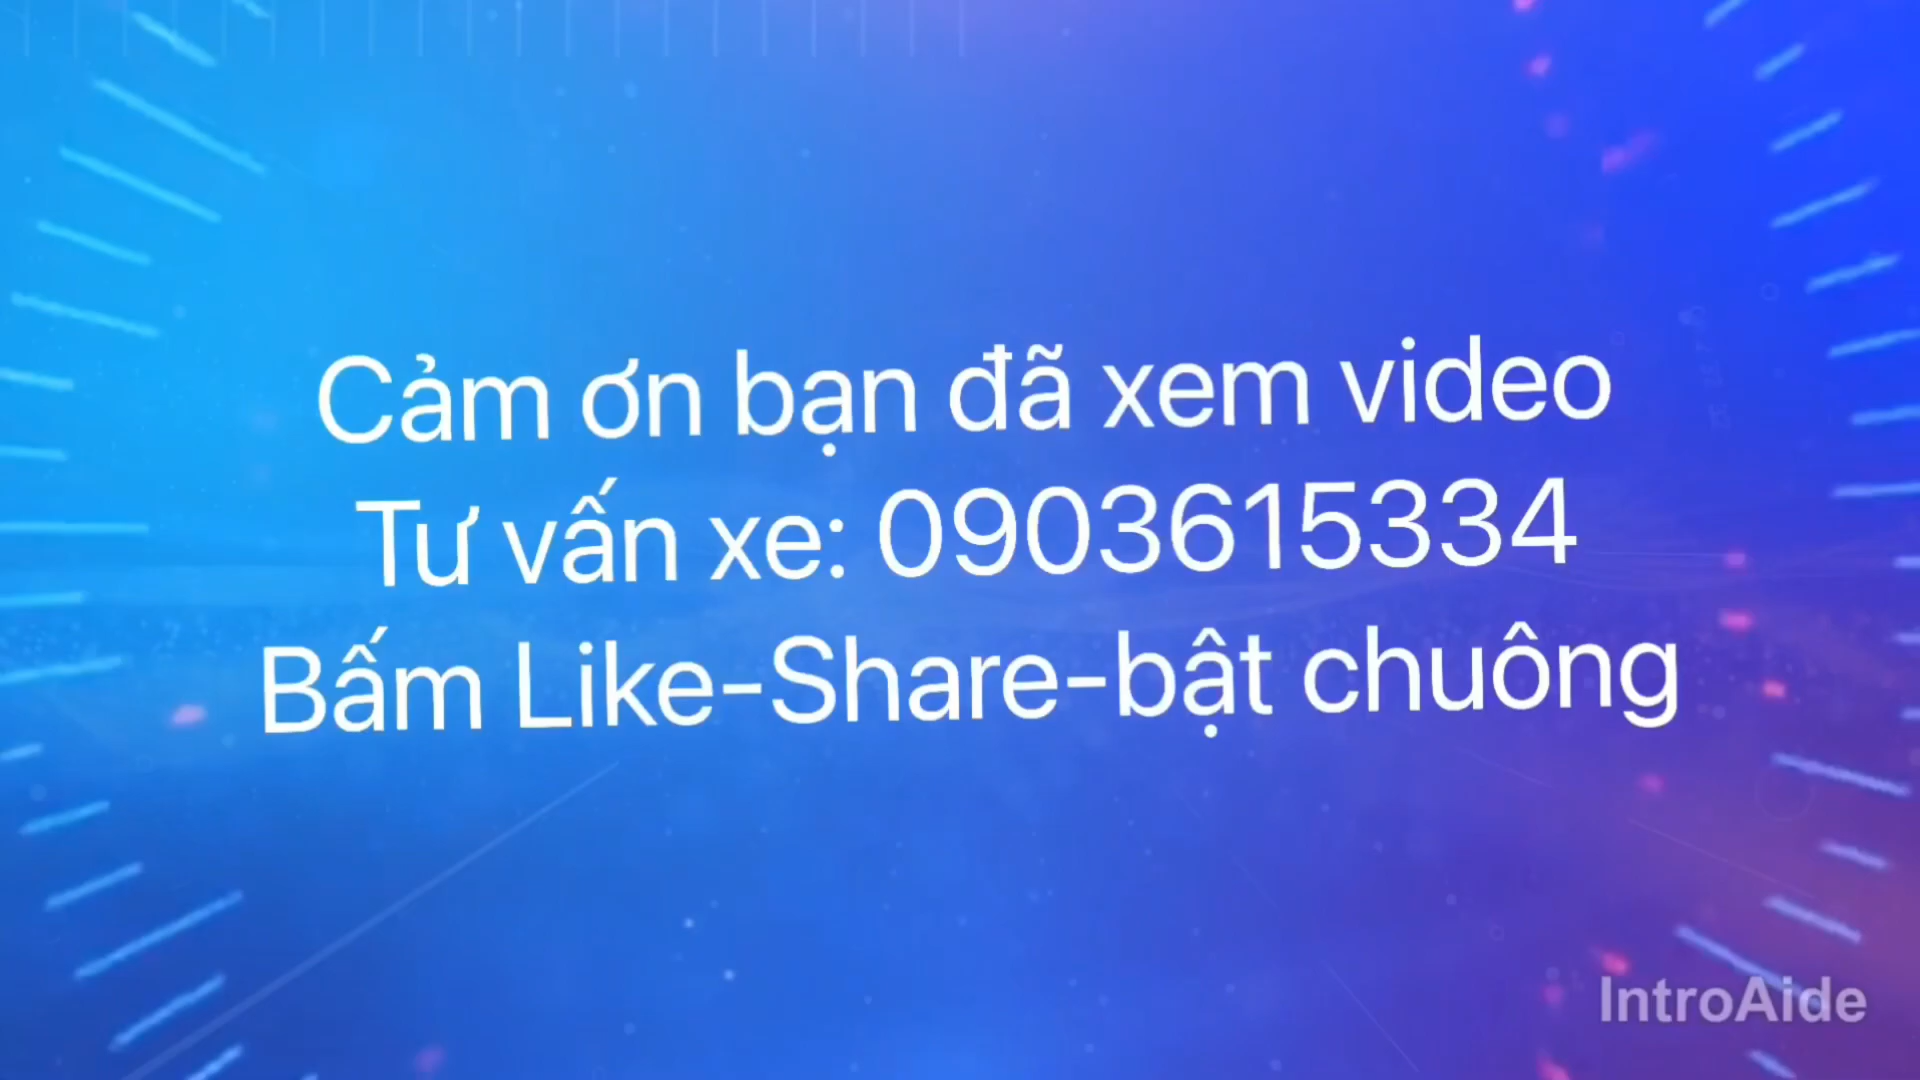 Cảm ơn bạn đã xem video
Tư vấn xe: 0903615334
Bấm Like-Share-bật chuông
IntroAide